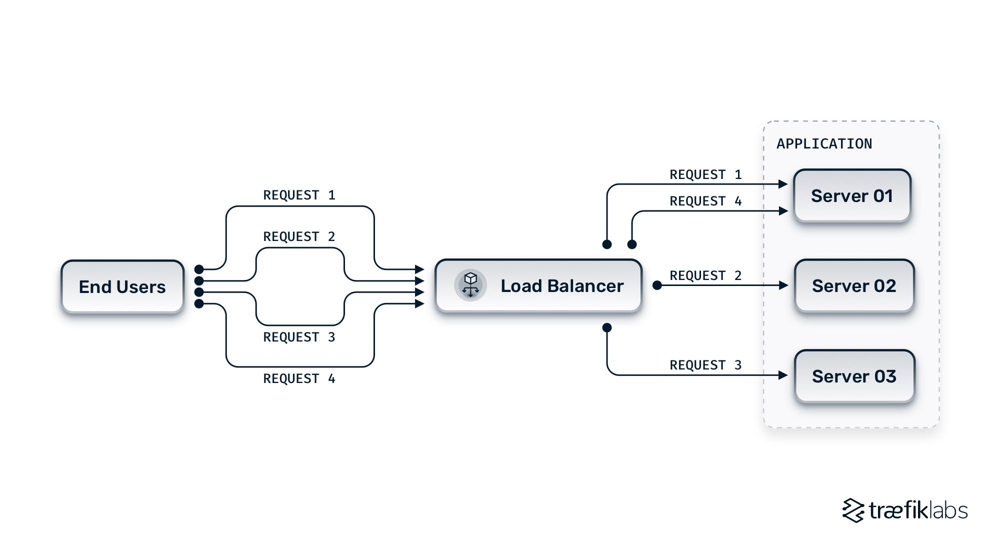 APPLICATION
REQUEST 1
REQUEST 4
Server 01
REQUEST 1
REQUEST 2
REQUEST 3
REQUEST 4
End Users
Load Balancer
REQUEST 2
Server 02
REQUEST 3
Server 03
træfiklabs